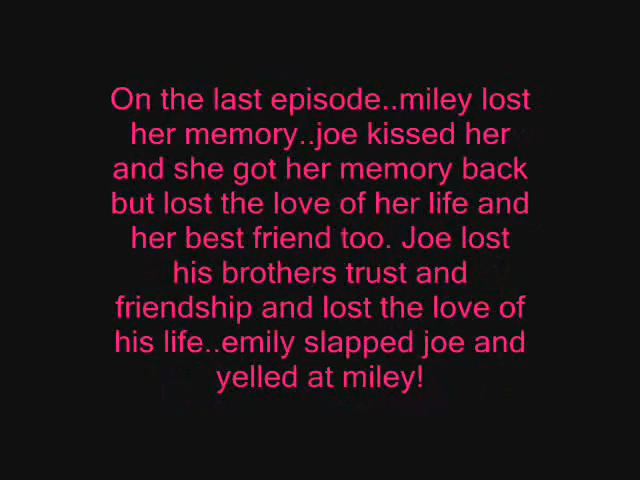 On the last episode..miley lost
her memory..joe kissed her
and she got her memory back
but lost the love of her life and
her best friend too. Joe lost
his brothers trust and
friendship and lost the love of
his life..emily slapped joe and
yelled at miley!